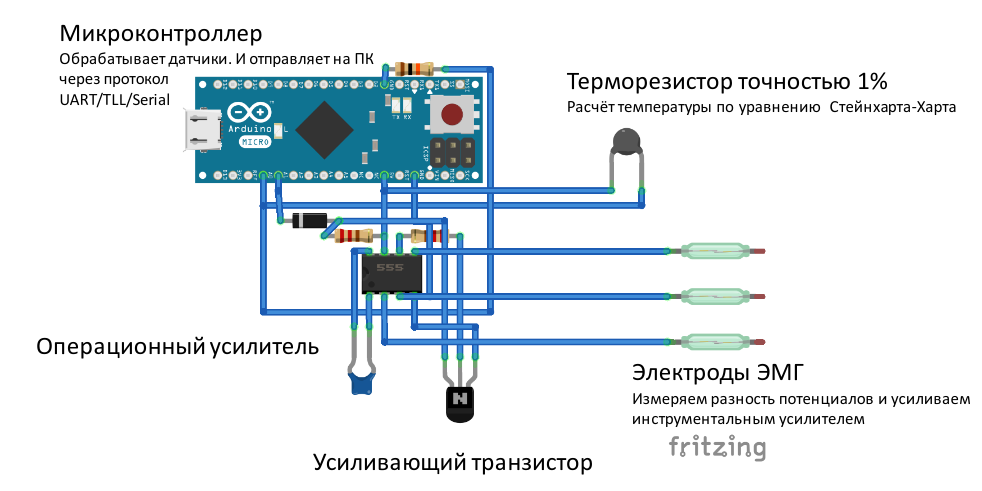 Микроконтроллер
Обрабатывает датчики. И отправляет на ПК
через протокол
UART/TLL/Serial
Терморезистор точностью 1%
Расчёт температуры по уравнению Стейнхарта-Харта
Arduino
MICRO
L
TX RX
ICSP
555
Операционный усилитель
N
Электроды ЭМГ
Измеряем разность потенциалов и усиливаем
инструментальным усилителем
fritzing
Усиливающий транзистор